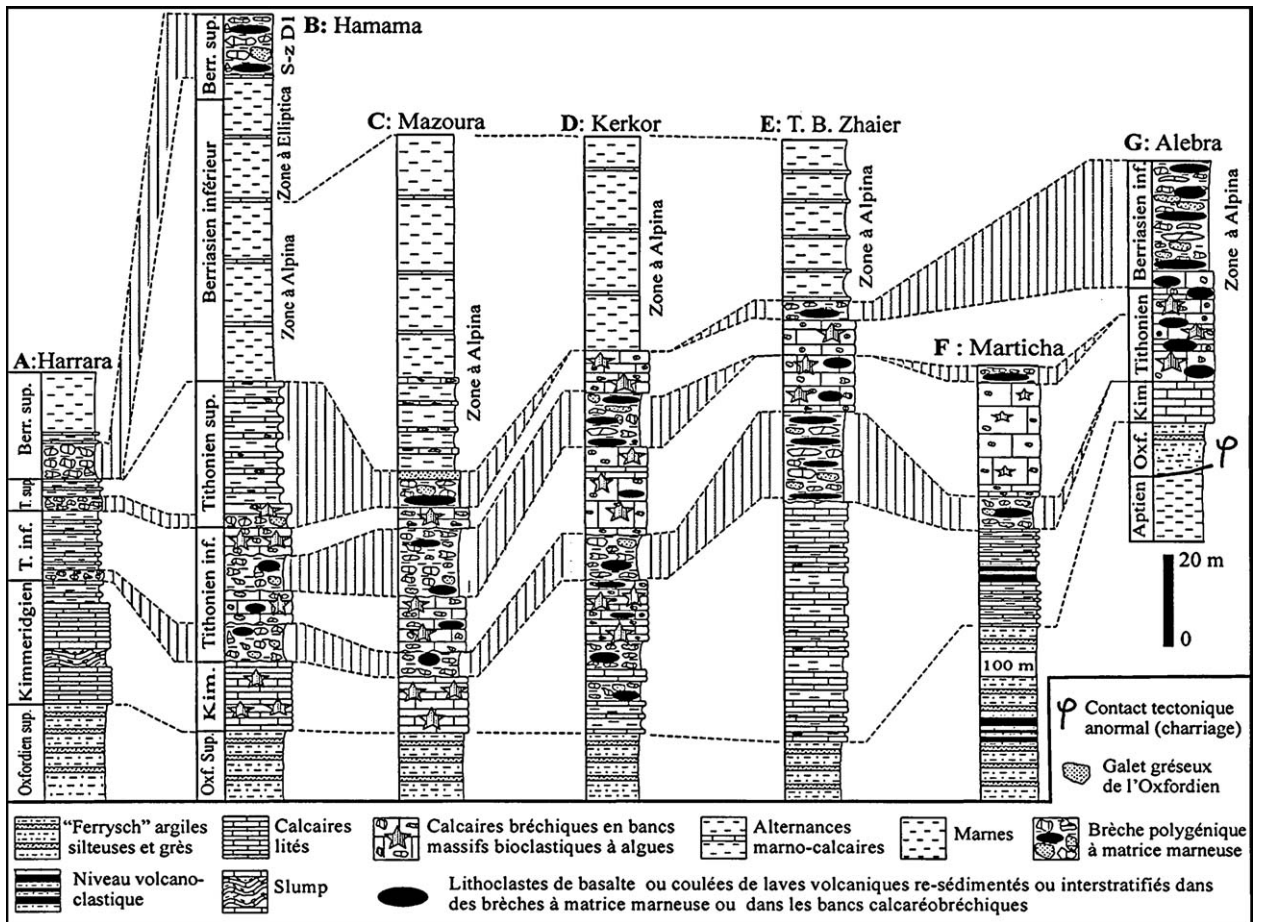 B: Hamama
Berr. sup.
S-z D1
Berriasien inférieur
Zone à Elliptica
Zone à Alpina
Tithonien sup.
Tithonien inf.
Kim.
Oxf. Sup.
A:Harrara
Berr. sup.
T. sup.
T. inf.
Kimmeridgien
Oxfordien sup.
C: Mazoura
Zone à Alpina
D: Kerkor
Zone à Alpina
E: T. B. Zhaier
Zone à Alpina
F : Marticha
100 m
G: Alebra
Berriasien inf.
Zone à Alpina
Tithonien
Kim
Oxf.
Aptien
φ
20 m
0
φ Contact tectonique
anormal (charriage)
Galet gréseux
de l'Oxfordien
"Ferrysch" argiles
silteuses et grès
Calcaires
lités
Calcaires bréchiques en bancs
massifs bioclastiques à algues
Alternances
marno-calcaires
Marnes
Brèche polygénique
à matrice marneuse
Niveau volcano-
clastique
Slump
Lithoclastes de basalte ou coulées de laves volcaniques re-sédimentés ou interstratifiés dans
des brèches à matrice marneuse ou dans les bancs calcaréobréchiques